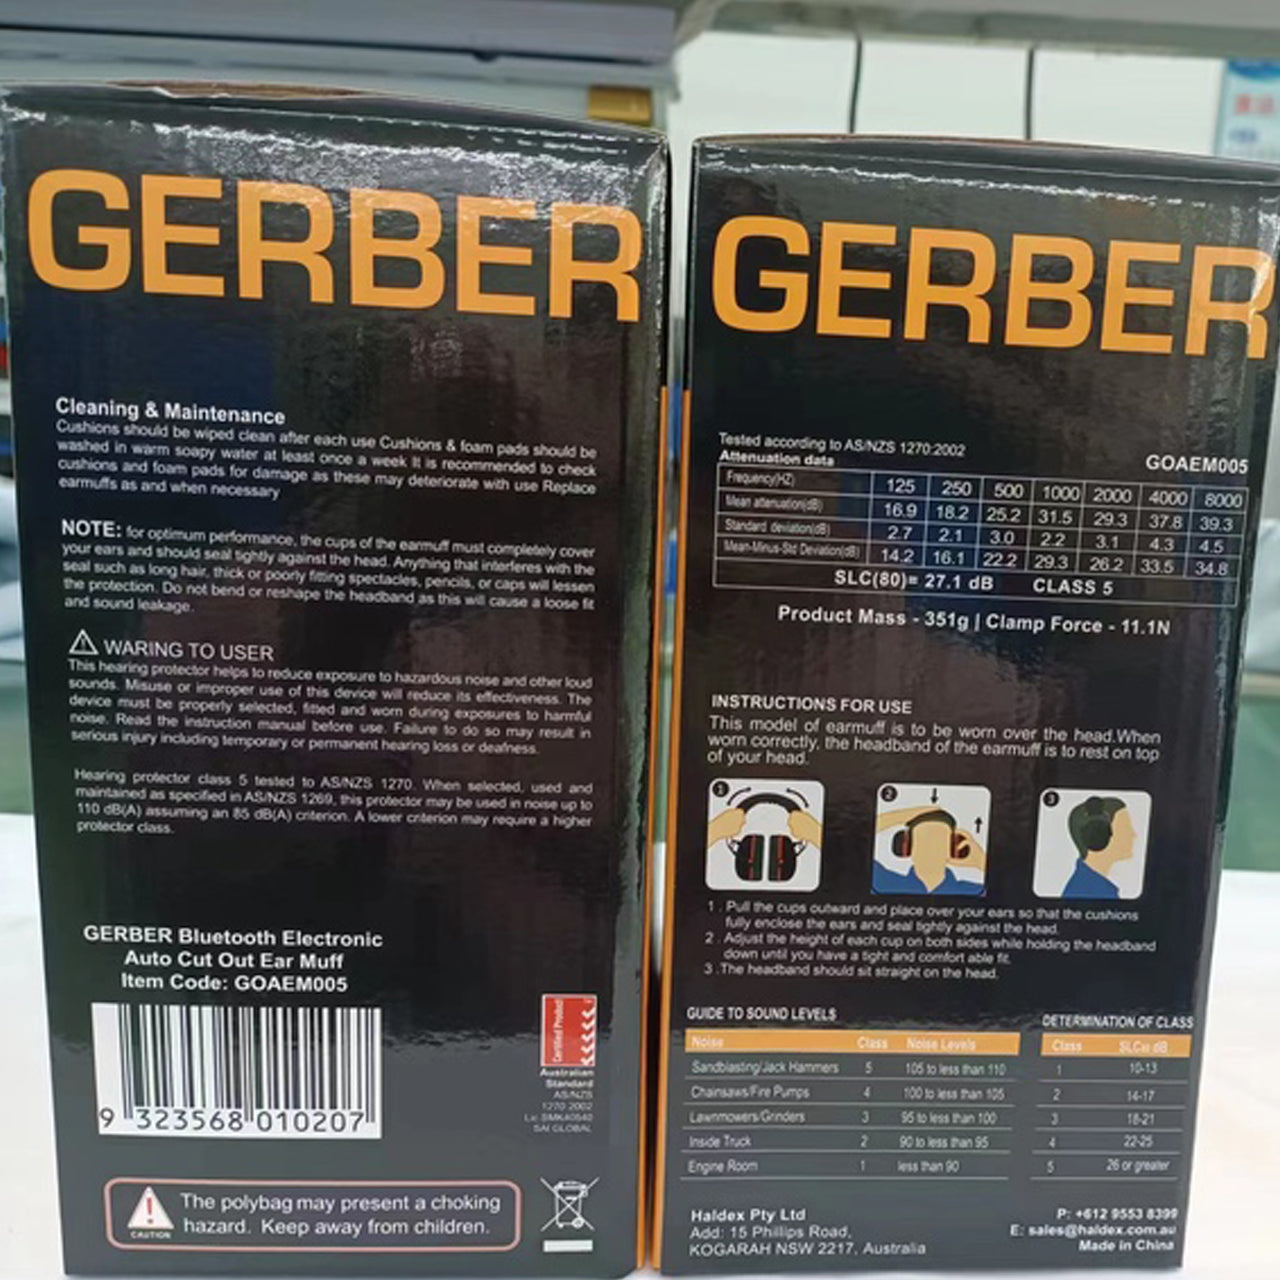 GERBER
Cleaning & Maintenance
Cushions should be wiped clean after each use Cushions & foam pads should be
washed in warm soapy water at least once a week It is recommended to check
cushions and foam pads for damage as these may deteriorate with use Replace
earmuffs as and when necessary
NOTE: for optimum performance, the cups of the earmuff must completely cover
your ears and should seal tightly against the head. Anything that interferes with the
seal such as long hair, thick or poorly fitting spectacles, pencils, or caps will lessen
the protection. Do not bend or reshape the headband as this will cause a loose fit
and sound leakage.
WARING TO USER
This hearing protector helps to reduce exposure to hazardous noise and other loud
sounds. Misuse or improper use of this device will reduce its effectiveness. The
device must be properly selected, fitted and worn during exposures to harmful
noise. Read the instruction manual before use. Failure to do so may result in
serious injury including temporary or permanent hearing loss or deafness.
Hearing protector class 5 tested to AS/NZS 1270. When selected, used and
maintained as specified in AS/NZS 1269, this protector may be used in noise up to
110 dB(A) assuming an 85 dB(A) criterion. A lower criterion may require a higher
protector class.
GERBER Bluetooth Electronic
Auto Cut Out Ear Muff
Item Code: GOAEM005
9 323568 010207
Certified Product
Australian
Standard
AS/NZS
1270:2002
Lic SMK40540
SAI GLOBAL
CAUTION
The polybag may present a choking
hazard. Keep away from children.
GERBER
Tested according to AS/NZS 1270:2002
Attenuation data GOAEM005
Frequency(HZ) 125 250 500 1000 2000 4000 8000
Mean attenuation(dB) 16.9 18.2 25.2 31.5 29.3 37.8 39.3
Standard deviation(dB) 2.7 2.1 3.0 2.2 3.1 4.3 4.5
Mean-Minus-Std Deviation(dB) 14.2 16.1 22.2 29.3 26.2 33.5 34.8
SLC(80)= 27.1 dB CLASS 5
Product Mass - 351g | Clamp Force - 11.1N
INSTRUCTIONS FOR USE
This model of earmuff is to be worn over the head.When
worn correctly, the headband of the earmuff is to rest on top
of your head.
1 2 3
1 . Pull the cups outward and place over your ears so that the cushions
fully enclose the ears and seal tightly against the head.
2 . Adjust the height of each cup on both sides while holding the headband
down until you have a tight and comfort able fit.
3 .The headband should sit straight on the head.
GUIDE TO SOUND LEVELS
Noise Class Noise Levels
Sandblasting/Jack Hammers 5 105 to less than 110
Chainsaws/Fire Pumps 4 100 to less than 105
Lawnmowers/Grinders 3 95 to less than 100
Inside Truck 2 90 to less than 95
Engine Room 1 less than 90
DETERMINATION OF CLASS
Class SLC80 dB
1 10-13
2 14-17
3 18-21
4 22-25
5 26 or greater
Haldex Pty Ltd
Add: 15 Phillips Road,
KOGARAH NSW 2217, Australia
P: +612 9553 8399
E: sales@haldex.com.au
Made in China